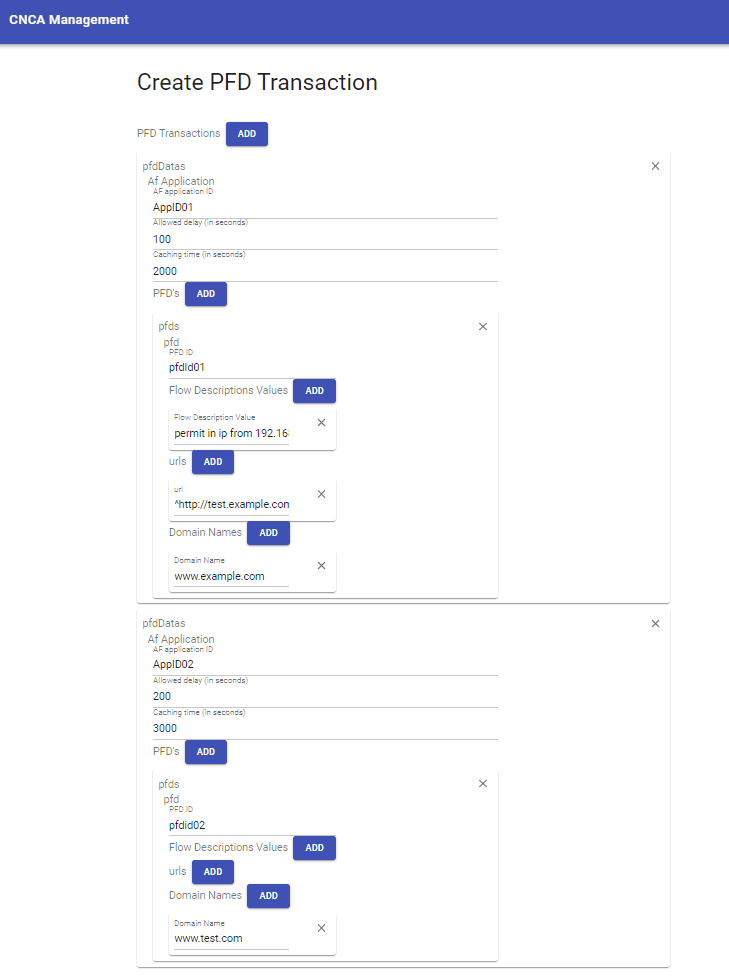 CNCA Management
Create PFD Transaction
PFD Transactions ADD
pfdDatas
Af Application
AF application ID
AppID01
Allowed delay (in seconds)
100
Caching time (in seconds)
2000
PFD's ADD
pfds
pfd
PFD ID
pfdId01
Flow Descriptions Values ADD
Flow Description Value
permit in ip from 192.16
urls ADD
url
^http://test.example.con
Domain Names ADD
Domain Name
www.example.com
pfdDatas
Af Application
AF application ID
AppID02
Allowed delay (in seconds)
200
Caching time (in seconds)
3000
PFD's ADD
pfds
pfd
PFD ID
pfdid02
Flow Descriptions Values ADD
urls ADD
Domain Names ADD
Domain Name
www.test.com